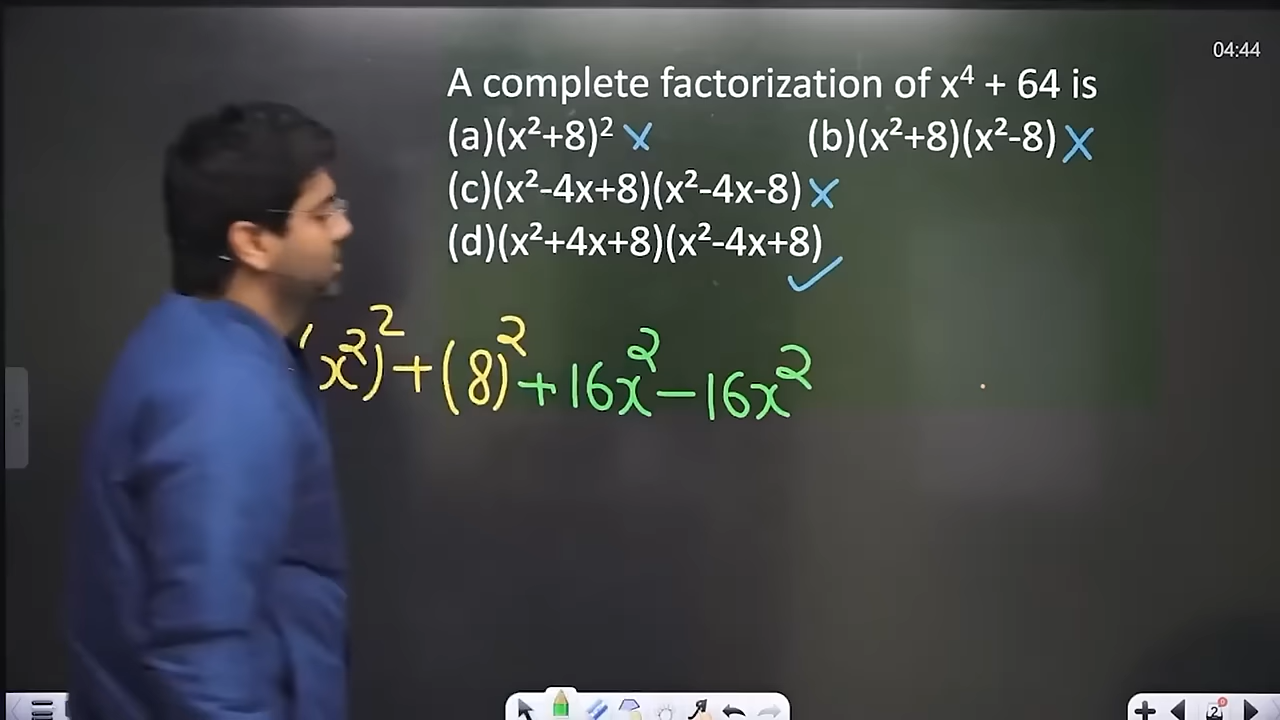 04:44
A complete factorization of x⁴ + 64 is
(a)(x²+8)² x (b)(x²+8)(x²-8) x
(c)(x²-4x+8)(x²-4x-8) x
(d)(x²+4x+8)(x²-4x+8) ✓
(x²)²+(8)²+16x²-16x²
2